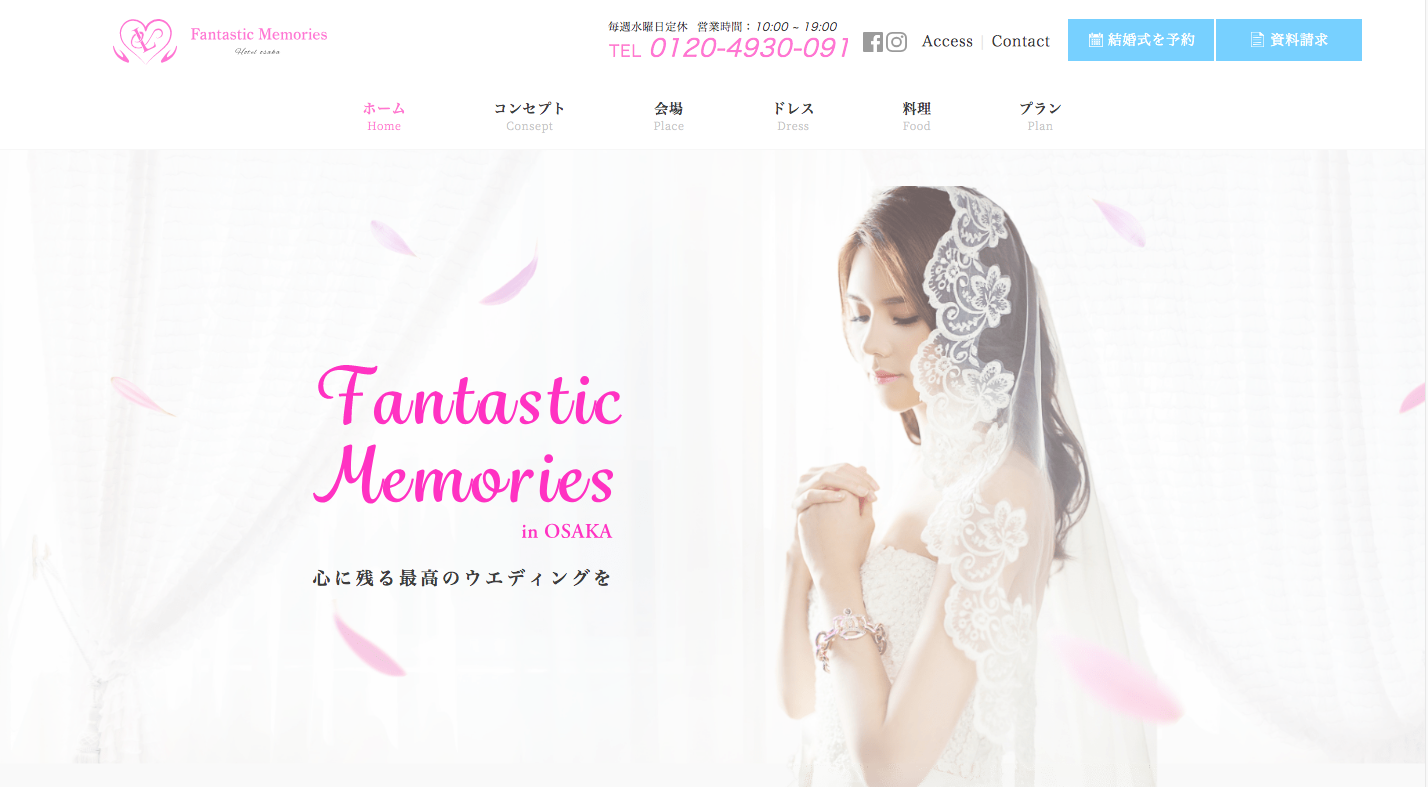 Fantastic Memories
Hotel osaka
毎週水曜日定休 営業時間：10:00 ~ 19:00
TEL 0120-4930-091
Access | Contact
結婚式を予約
資料請求
ホーム
Home
コンセプト
Consept
会場
Place
ドレス
Dress
料理
Food
プラン
Plan
Fantastic
Memories
in OSAKA
心に残る最高のウエディングを